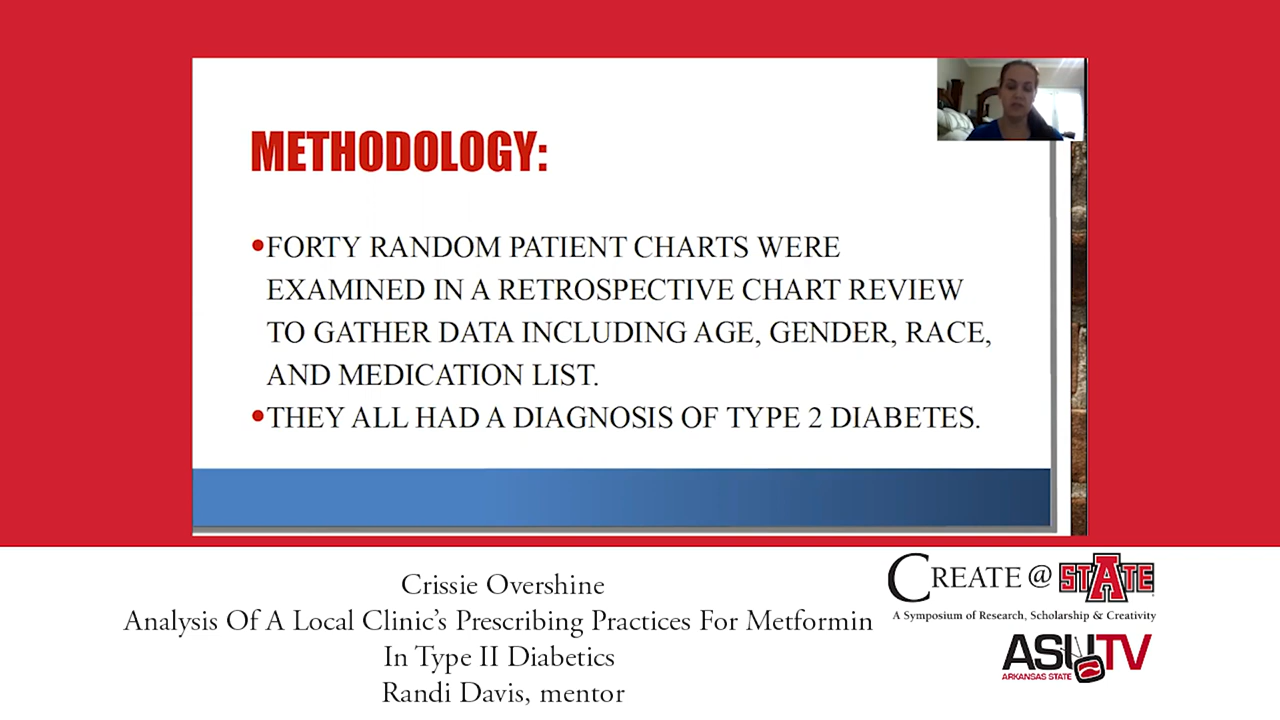 METHODOLOGY:
•FORTY RANDOM PATIENT CHARTS WERE
EXAMINED IN A RETROSPECTIVE CHART REVIEW
TO GATHER DATA INCLUDING AGE, GENDER, RACE,
AND MEDICATION LIST.
•THEY ALL HAD A DIAGNOSIS OF TYPE 2 DIABETES.
Crissie Overshine
Analysis Of A Local Clinic's Prescribing Practices For Metformin
In Type II Diabetics
Randi Davis, mentor
CREATE @ STATE
A Symposium of Research, Scholarship & Creativity
ASUTV
ARKANSAS STATE